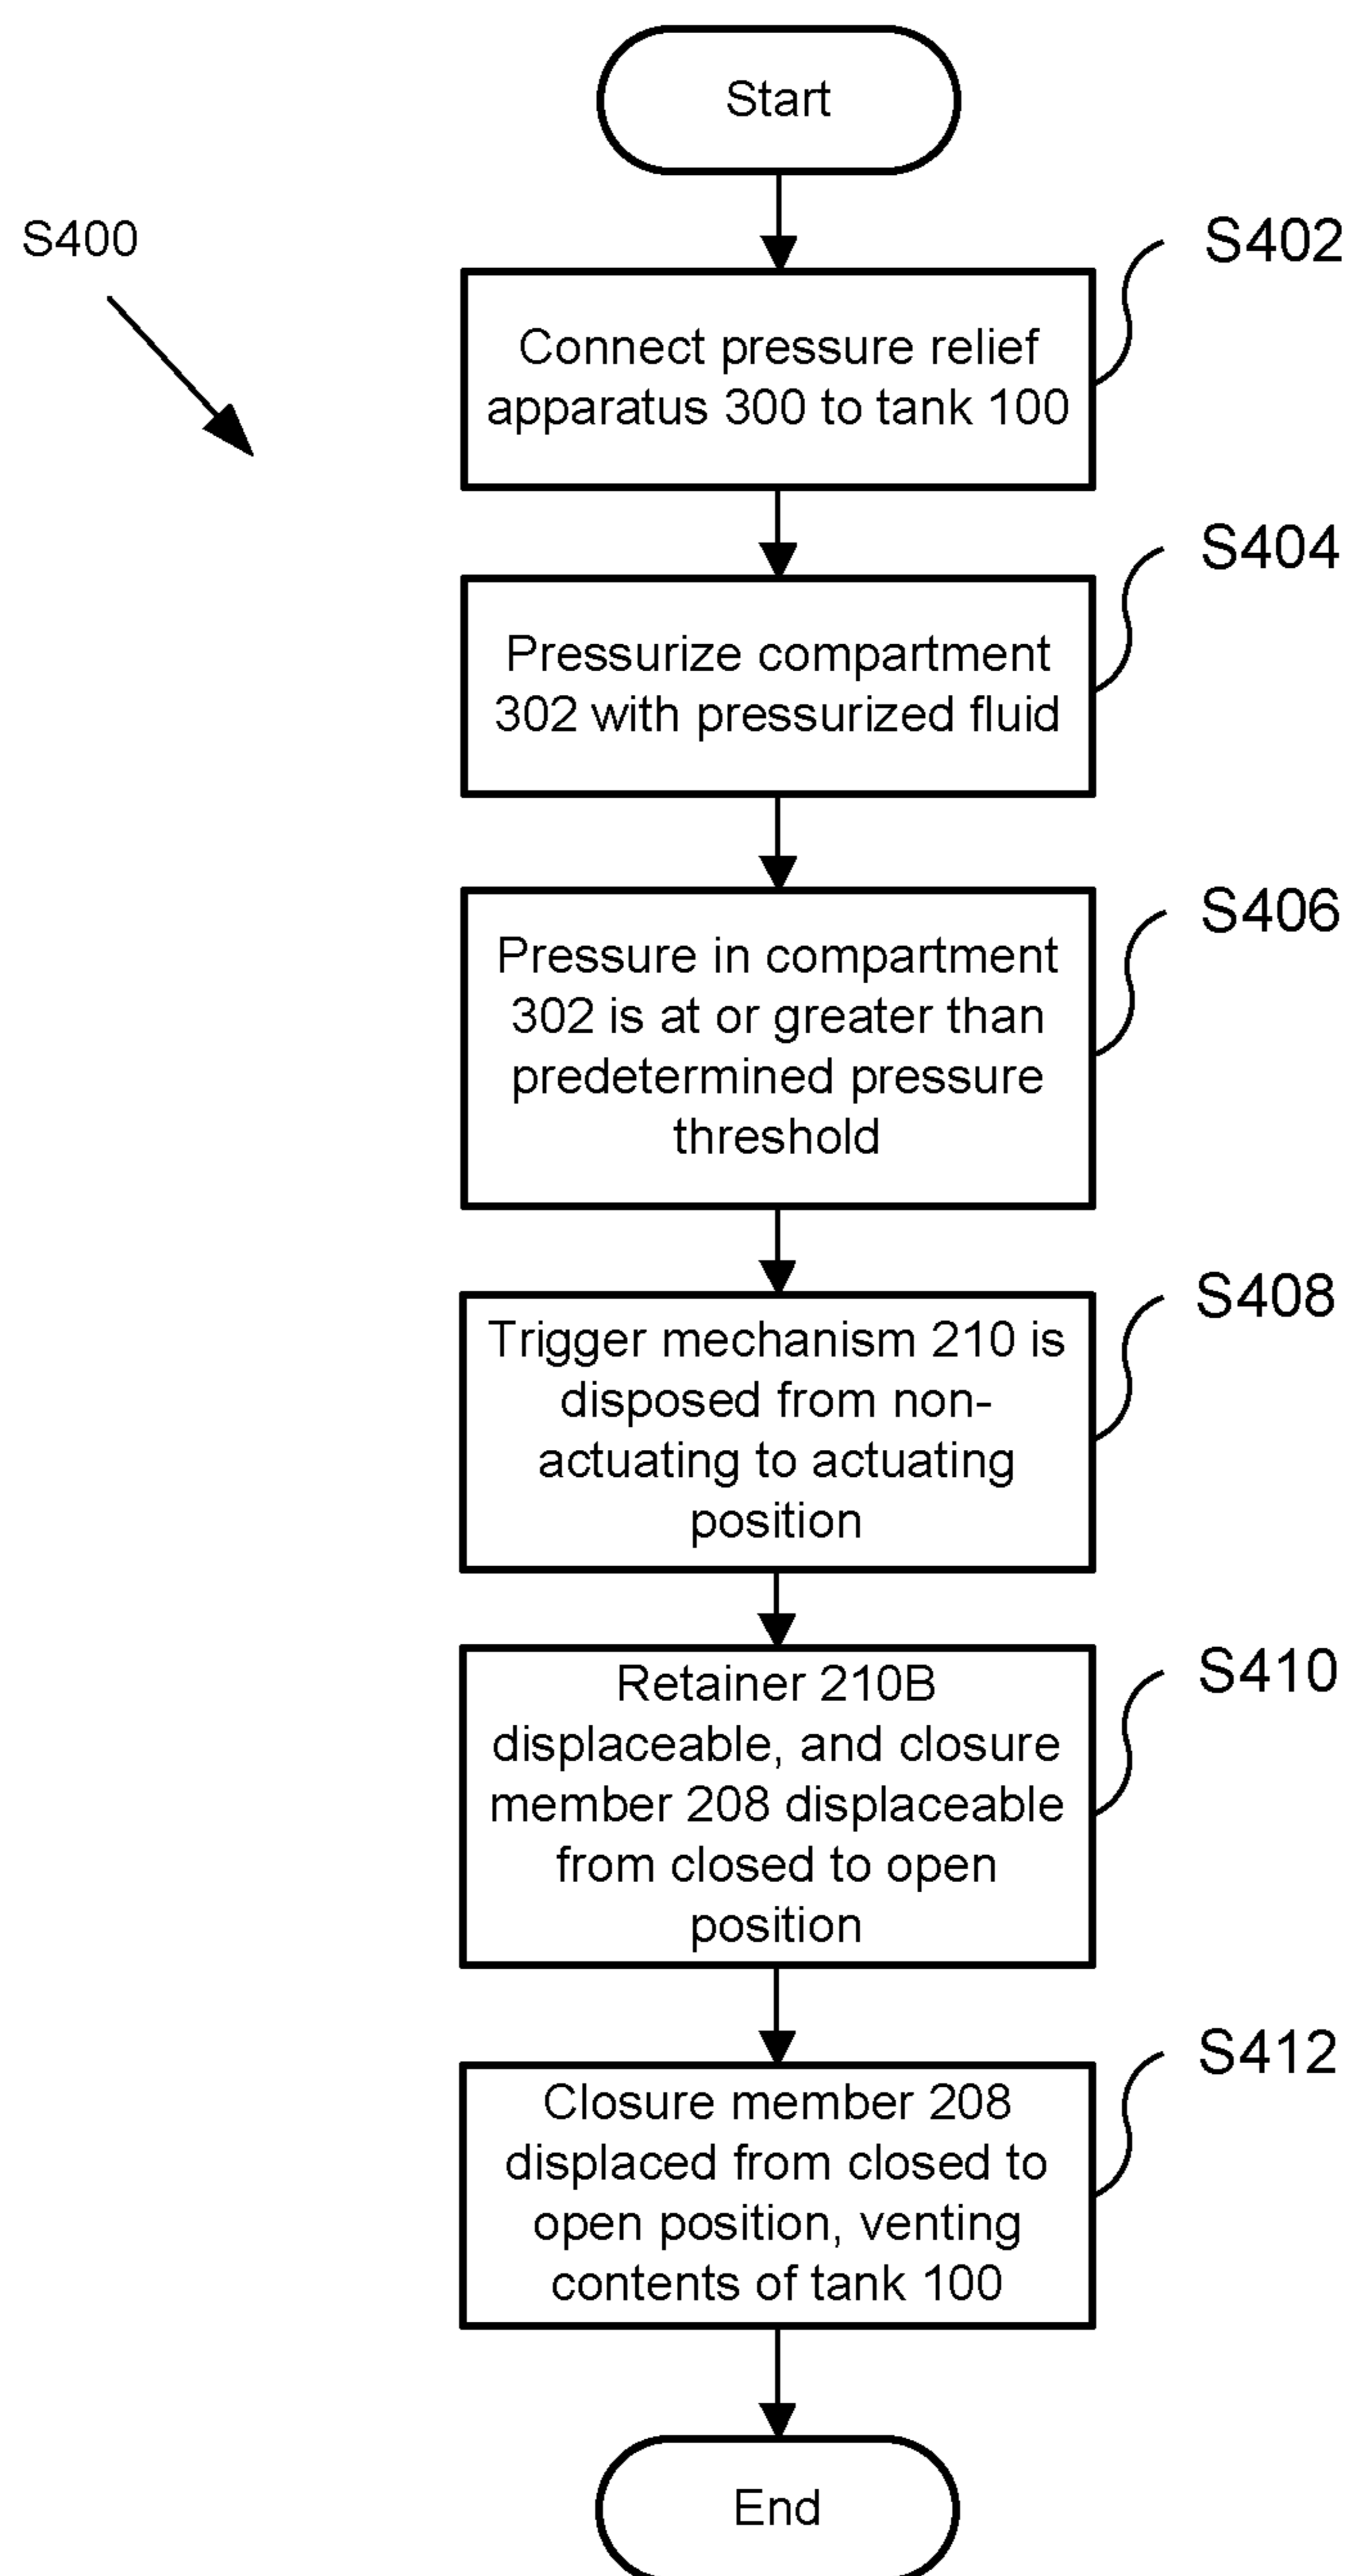 Start
S400
S402
Connect pressure relief
apparatus 300 to tank 100
S404
Pressurize compartment
302 with pressurized fluid
S406
Pressure in compartment
302 is at or greater than
predetermined pressure
threshold
S408
Trigger mechanism 210 is
disposed from non-
actuating to actuating
position
S410
Retainer 210B
displaceable, and closure
member 208 displaceable
from closed to open
position
S412
Closure member 208
displaced from closed to
open position, venting
contents of tank 100
End